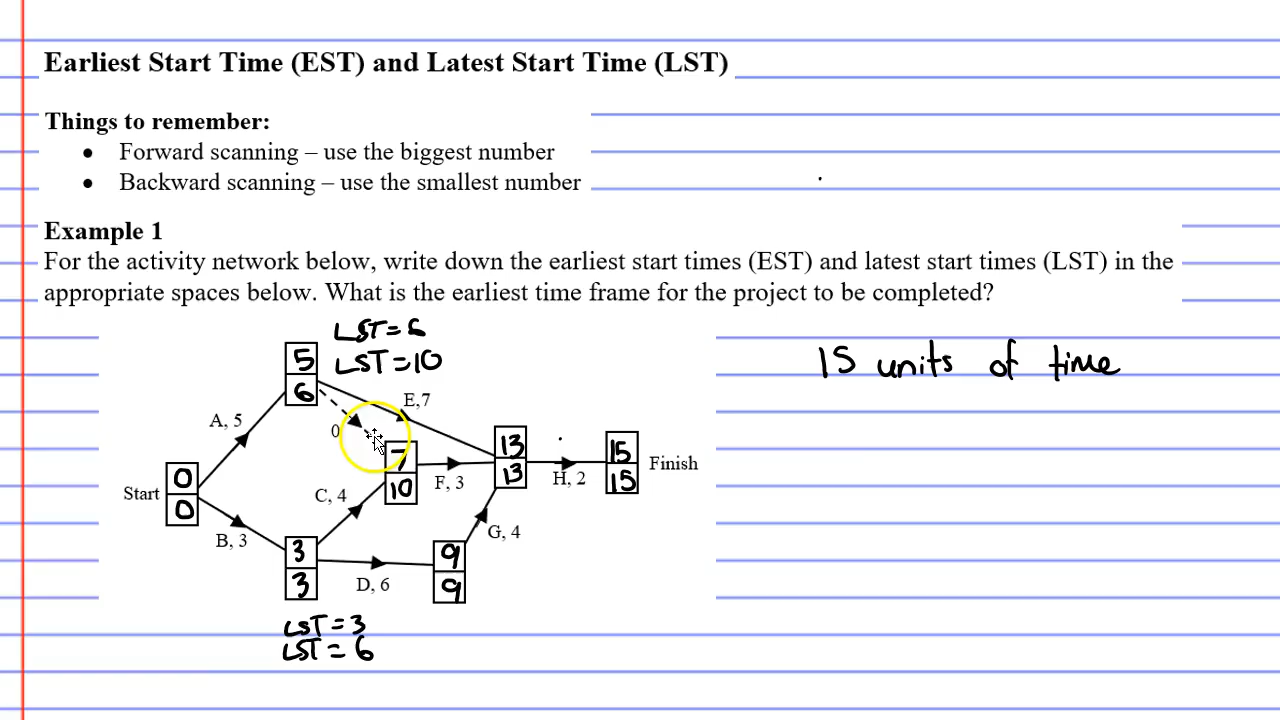 Earliest Start Time (EST) and Latest Start Time (LST)
Things to remember:
• Forward scanning – use the biggest number
• Backward scanning – use the smallest number
Example 1
For the activity network below, write down the earliest start times (EST) and latest start times (LST) in the
appropriate spaces below. What is the earliest time frame for the project to be completed?
LST = 6
LST = 10
15 units of time
5
6
E,7
A, 5
0
7
10
13
13
15
15
Finish
F, 3
H, 2
Start
0
0
C, 4
G, 4
B, 3
3
3
D, 6
9
9
LST = 3
LST = 6